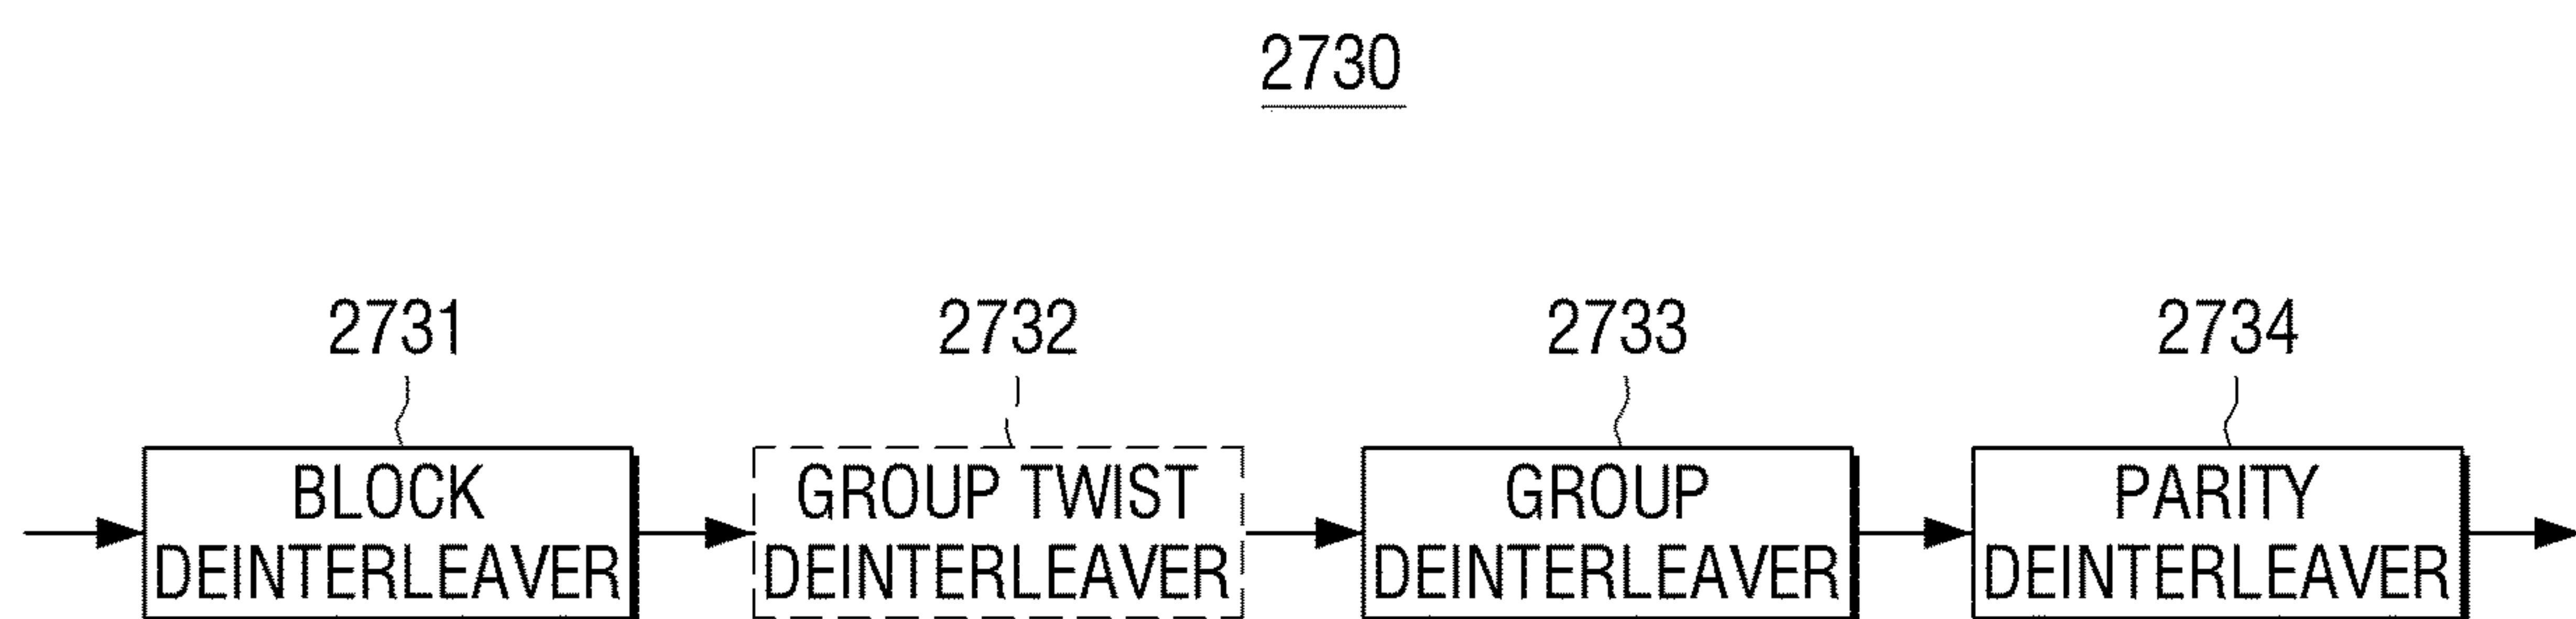 2730
2731
2732
2733
2734
BLOCK
DEINTERLEAVER
GROUP TWIST
DEINTERLEAVER
GROUP
DEINTERLEAVER
PARITY
DEINTERLEAVER